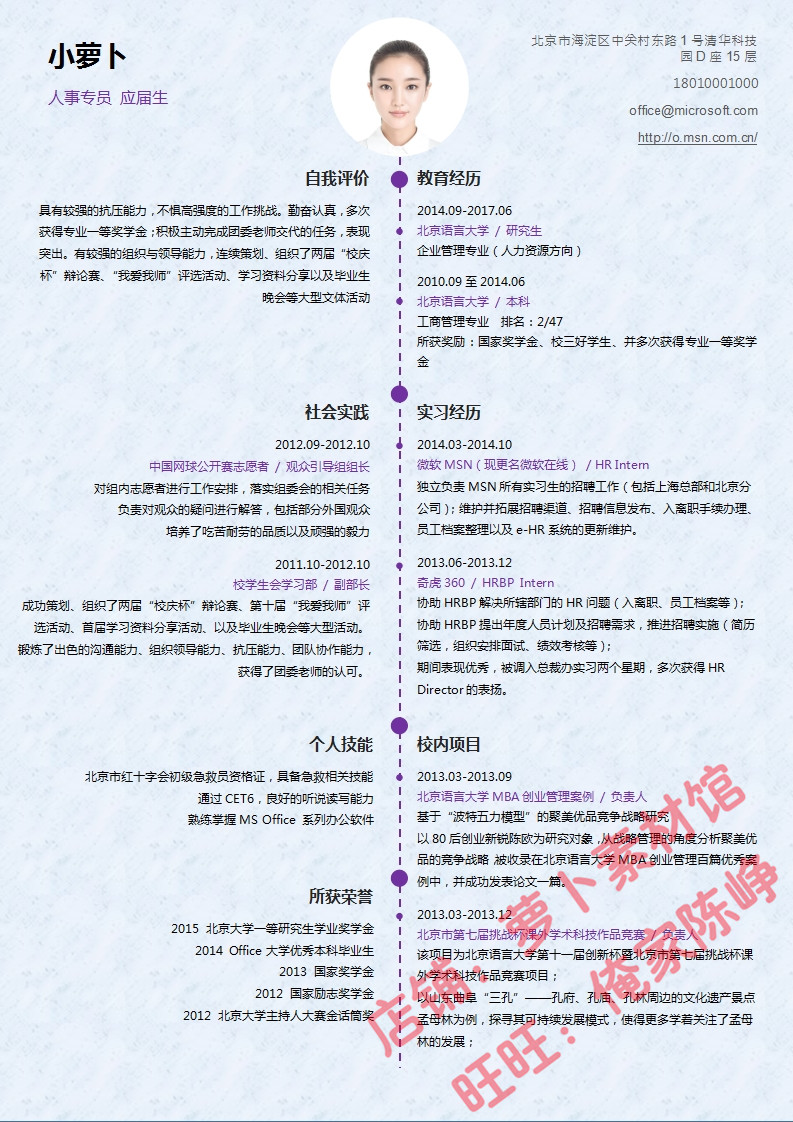 小萝卜
人事专员 应届生
北京市海淀区中关村东路 1 号清华科技
园 D 座 15 层
18010001000
office@microsoft.com
http://o.msn.com.cn/
自我评价
具有较强的抗压能力，不惧高强度的工作挑战。勤奋认真，多次
获得专业一等奖学金；积极主动完成团委老师交代的任务，表现
突出。有较强的组织与领导能力，连续策划、组织了两届“校庆
杯”辩论赛、“我爱我师”评选活动、学习资料分享以及毕业生
晚会等大型文体活动
教育经历
2014.09-2017.06
北京语言大学 / 研究生
企业管理专业（人力资源方向）
2010.09 至 2014.06
北京语言大学 / 本科
工商管理专业 排名：2/47
所获奖励：国家奖学金、校三好学生、并多次获得专业一等奖学
金
社会实践
2012.09-2012.10
中国网球公开赛志愿者 / 观众引导组组长
对组内志愿者进行工作安排，落实组委会的相关任务
负责对观众的疑问进行解答，包括部分外国观众
培养了吃苦耐劳的品质以及顽强的毅力
2011.10-2012.10
校学生会学习部 / 副部长
成功策划、组织了两届“校庆杯”辩论赛、第十届“我爱我师”评
选活动、首届学习资料分享活动、以及毕业生晚会等大型活动。
锻炼了出色的沟通能力、组织领导能力、抗压能力、团队协作能力，
获得了团委老师的认可。
实习经历
2014.03-2014.10
微软 MSN（现更名微软在线） / HR Intern
独立负责 MSN 所有实习生的招聘工作（包括上海总部和北京分
公司）；维护并拓展招聘渠道、招聘信息发布、入离职手续办理、
员工档案整理以及 e-HR 系统的更新维护。
2013.06-2013.12
奇虎 360 / HRBP Intern
协助 HRBP 解决所辖部门的 HR 问题（入离职、员工档案等）；
协助 HRBP 提出年度人员计划及招聘需求，推进招聘实施（简历
筛选，组织安排面试、绩效考核等）；
期间表现优秀，被调入总裁办实习两个星期，多次获得 HR
Director 的表扬。
个人技能
北京市红十字会初级急救员资格证，具备急救相关技能
通过 CET6，良好的听说读写能力
熟练掌握 MS Office 系列办公软件
校内项目
2013.03-2013.09
北京语言大学 MBA 创业管理案例 / 负责人
基于“波特五力模型”的聚美优品竞争战略研究
以 80 后创业新锐陈欧为研究对象，从战略管理的角度分析聚美优
品的竞争战略，被收录在北京语言大学 MBA 创业管理百篇优秀案
例中，并成功发表论文一篇。
2013.03-2013.12
北京市第七届挑战杯课外学术科技作品竞赛 / 负责人
该项目为北京语言大学第十一届创新杯暨北京市第七届挑战杯课
外学术科技作品竞赛项目；
以山东曲阜“三孔”——孔府、孔庙、孔林周边的文化遗产景点
孟母林为例，探寻其可持续发展模式，使得更多学着关注了孟母
林的发展；
所获荣誉
2015 北京大学一等研究生学业奖学金
2014 Office 大学优秀本科毕业生
2013 国家奖学金
2012 国家励志奖学金
2012 北京大学主持人大赛金话筒奖
店铺：萝卜素材馆
旺旺：俺家陈峥